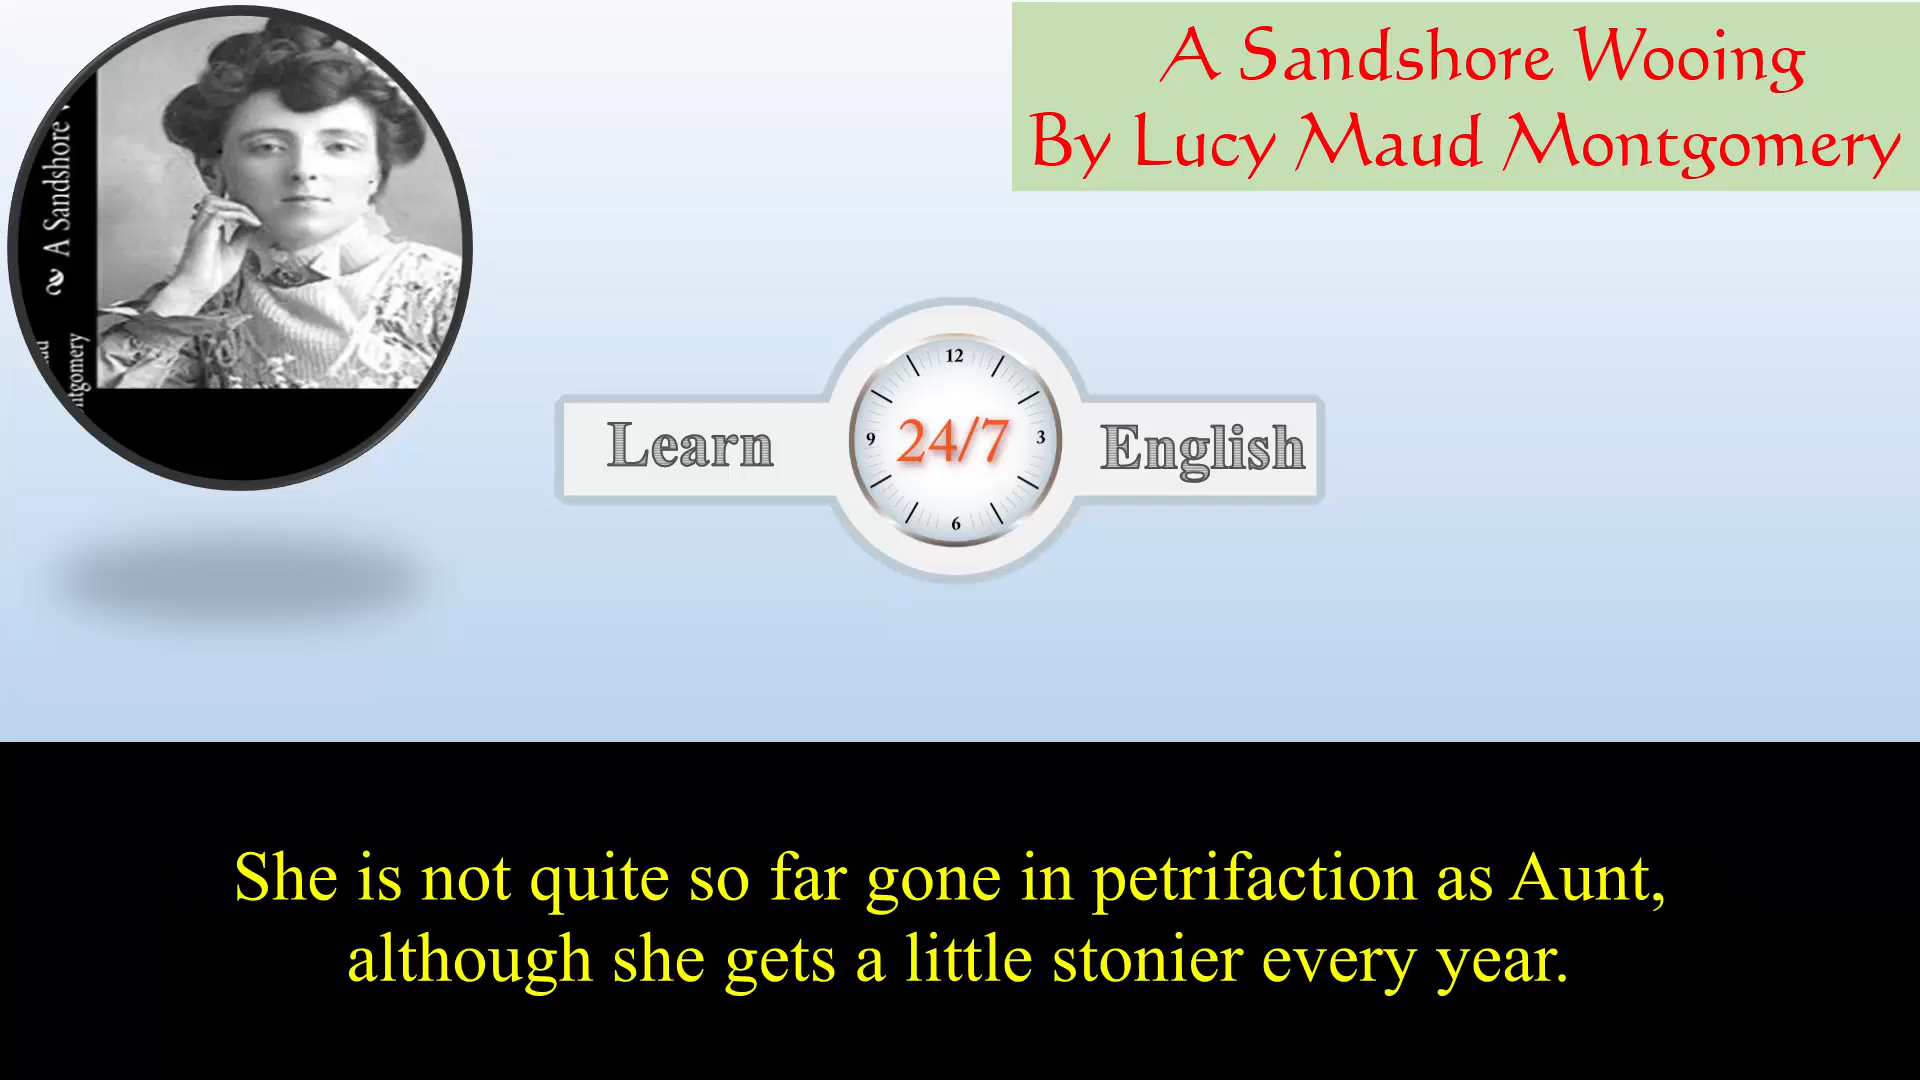 A Sandshore Wooing
By Lucy Maud Montgomery
A Sandshore
ntgomery
12
Learn
9
24/7
3
English
6
She is not quite so far gone in petrifaction as Aunt,
although she gets a little stonier every year.